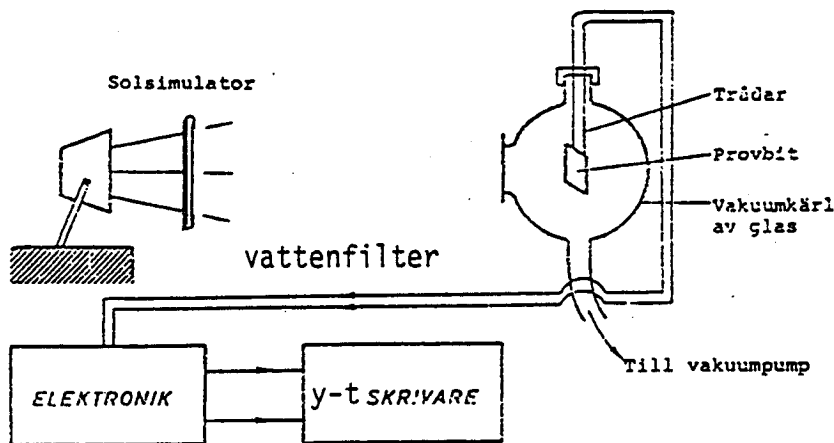 Solsimulator
Trådar
Provbit
Vakuumkärl
av glas
vattenfilter
Till vakuumpump
ELEKTRONIK
y-t SKRIVARE